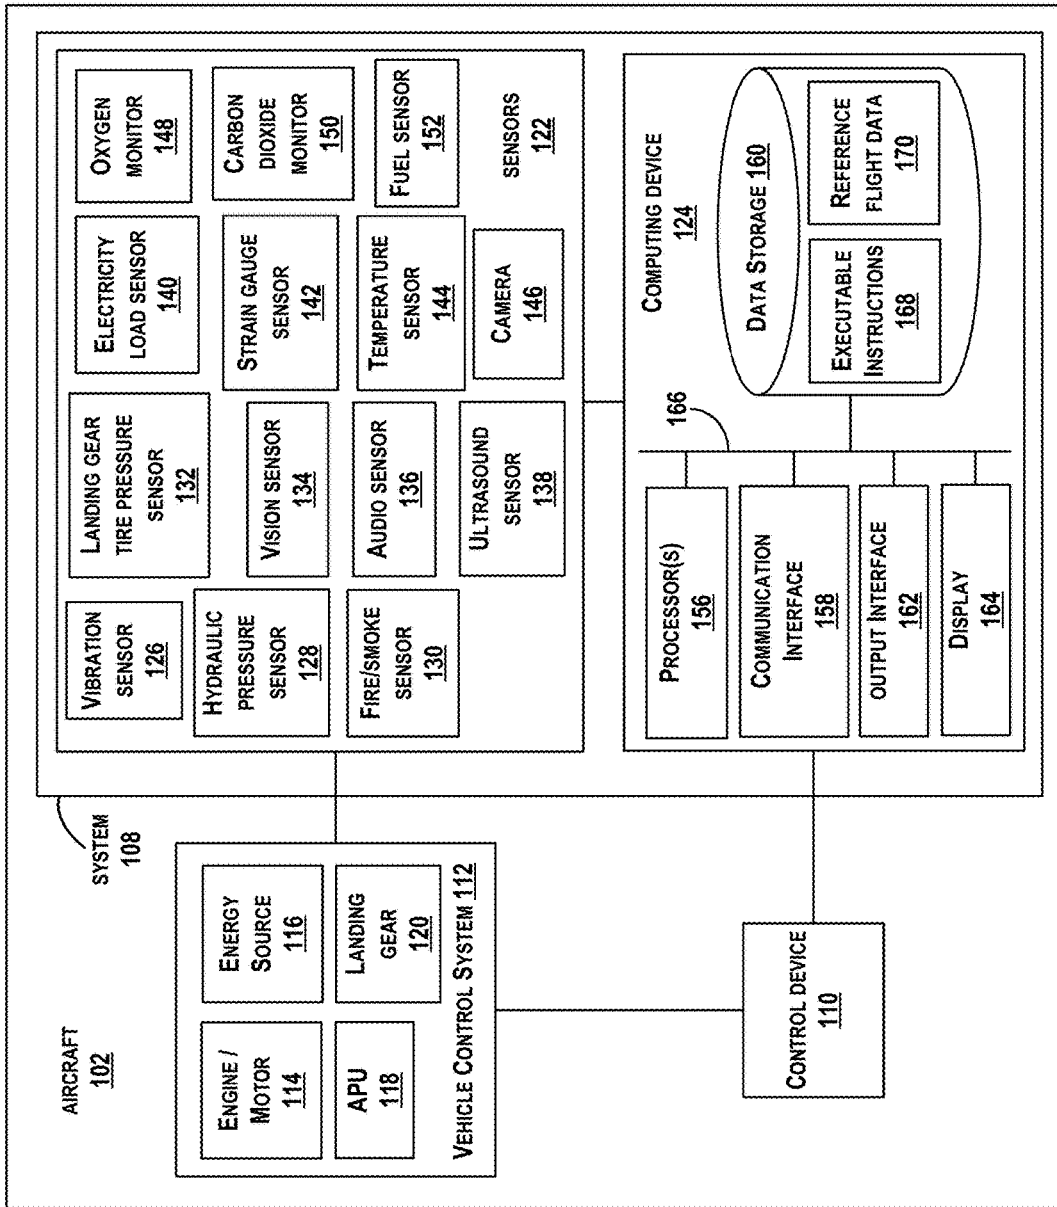 AIRCRAFT
102
SYSTEM
108
ENGINE /
MOTOR
114
ENERGY
SOURCE
116
APU
118
LANDING
GEAR
120
VEHICLE CONTROL SYSTEM 112
CONTROL DEVICE
110
VIBRATION
SENSOR
126
LANDING GEAR
TIRE PRESSURE
SENSOR
132
ELECTRICITY
LOAD SENSOR
140
OXYGEN
MONITOR
148
HYDRAULIC
PRESSURE
SENSOR
128
VISION SENSOR
134
STRAIN GAUGE
SENSOR
142
CARBON
DIOXIDE
MONITOR
150
FIRE/SMOKE
SENSOR
130
AUDIO SENSOR
136
TEMPERATURE
SENSOR
144
FUEL SENSOR
152
ULTRASOUND
SENSOR
138
CAMERA
146
SENSORS
122
COMPUTING DEVICE
124
PROCESSOR(S)
156
COMMUNICATION
INTERFACE
158
OUTPUT INTERFACE
162
DISPLAY
164
166
DATA STORAGE 160
EXECUTABLE
INSTRUCTIONS
168
REFERENCE
FLIGHT DATA
170